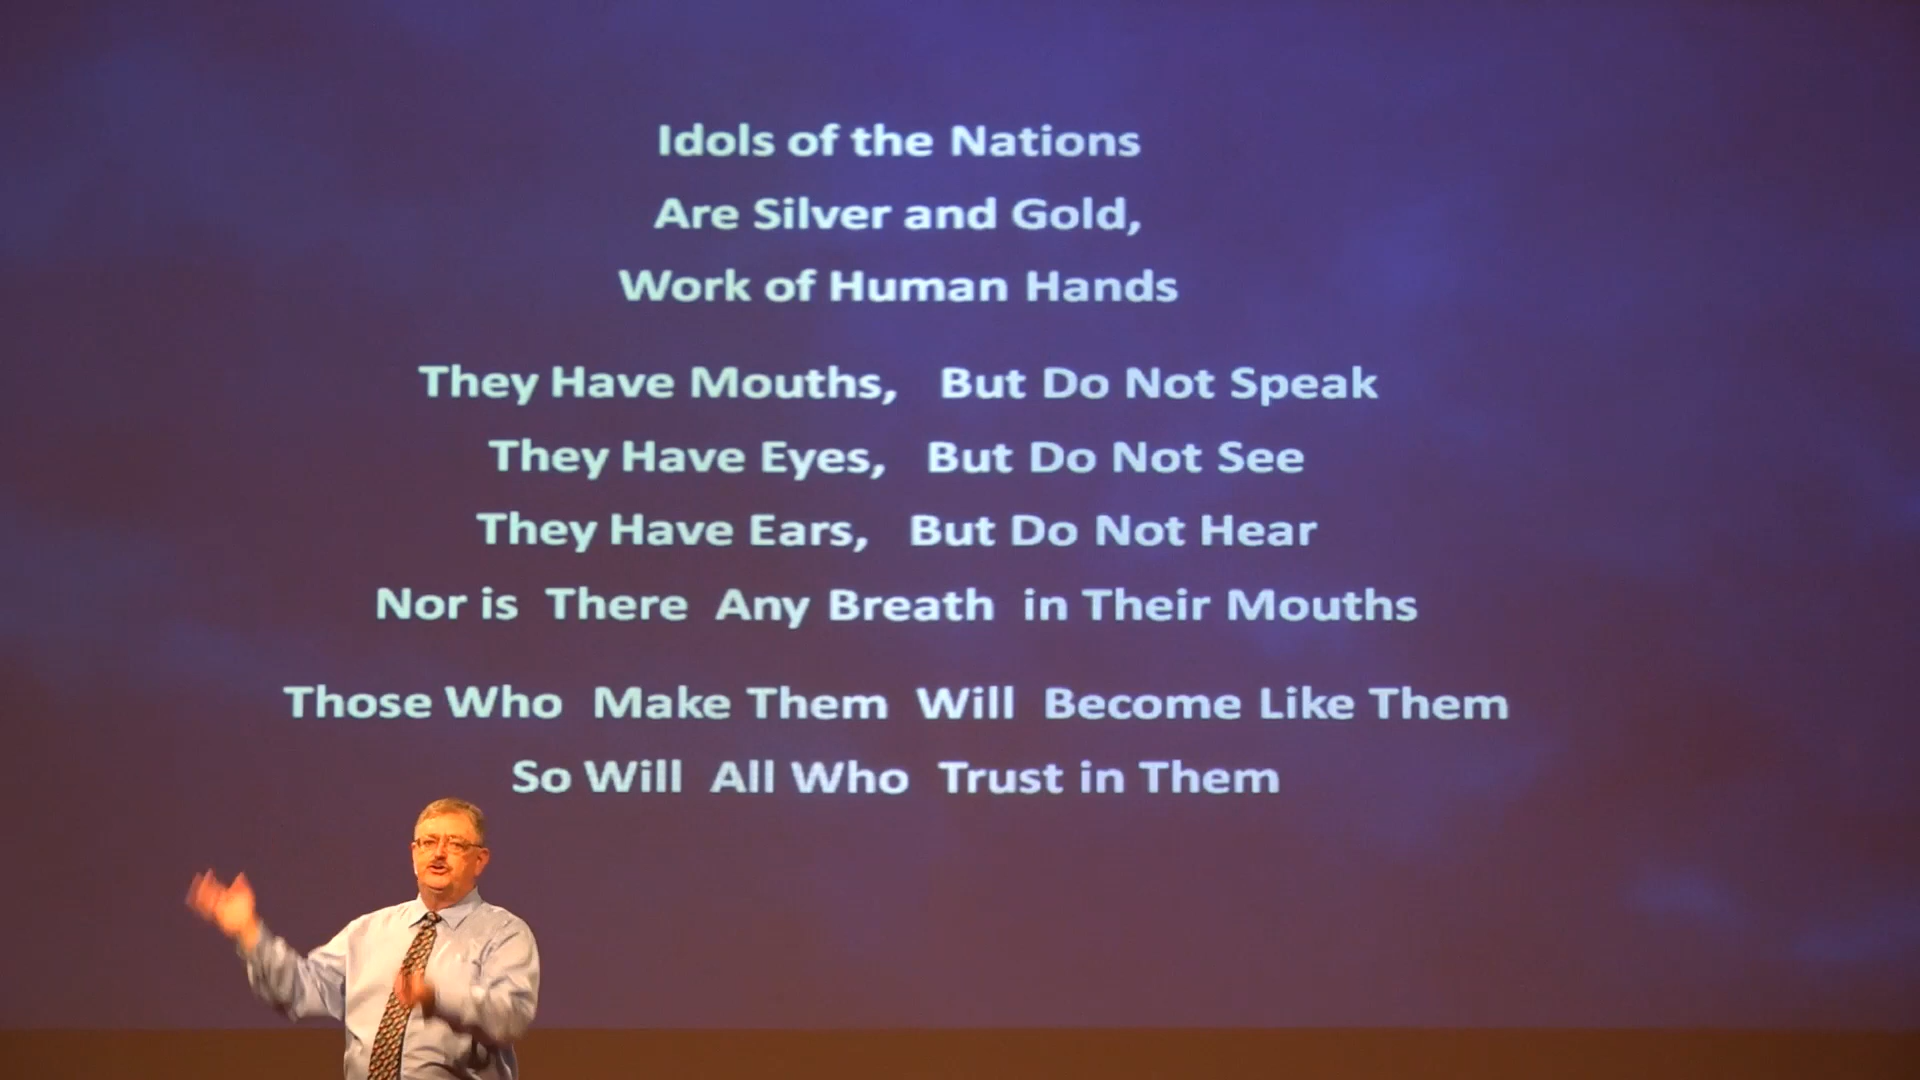 Idols of the Nations
Are Silver and Gold,
Work of Human Hands
They Have Mouths, But Do Not Speak
They Have Eyes, But Do Not See
They Have Ears, But Do Not Hear
Nor is There Any Breath in Their Mouths
Those Who Make Them Will Become Like Them
So Will All Who Trust in Them